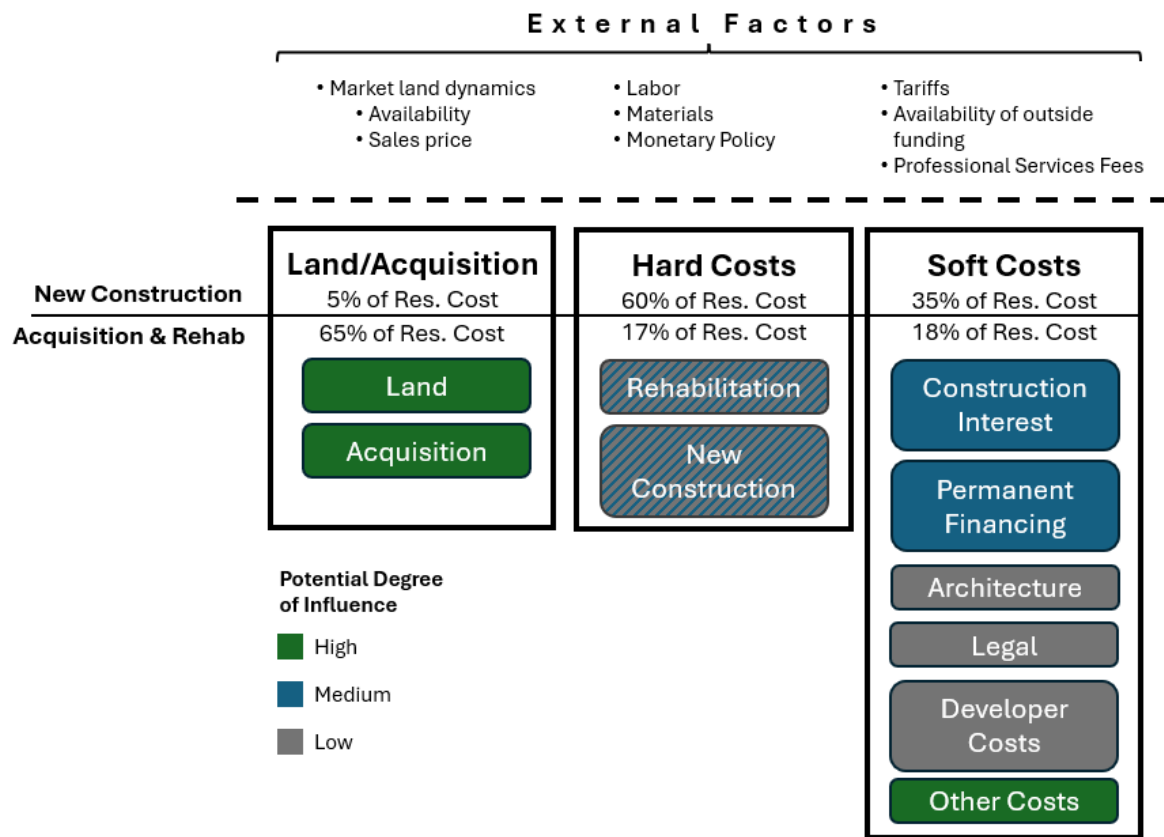 External Factors
• Market land dynamics
• Availability
• Sales price
• Labor
• Materials
• Monetary Policy
• Tariffs
• Availability of outside
funding
• Professional Services Fees
New Construction
Acquisition & Rehab
Land/Acquisition
5% of Res. Cost
65% of Res. Cost
Land
Acquisition
Hard Costs
60% of Res. Cost
17% of Res. Cost
Rehabilitation
New
Construction
Soft Costs
35% of Res. Cost
18% of Res. Cost
Construction
Interest
Permanent
Financing
Architecture
Legal
Developer
Costs
Other Costs
Potential Degree
of Influence
High
Medium
Low